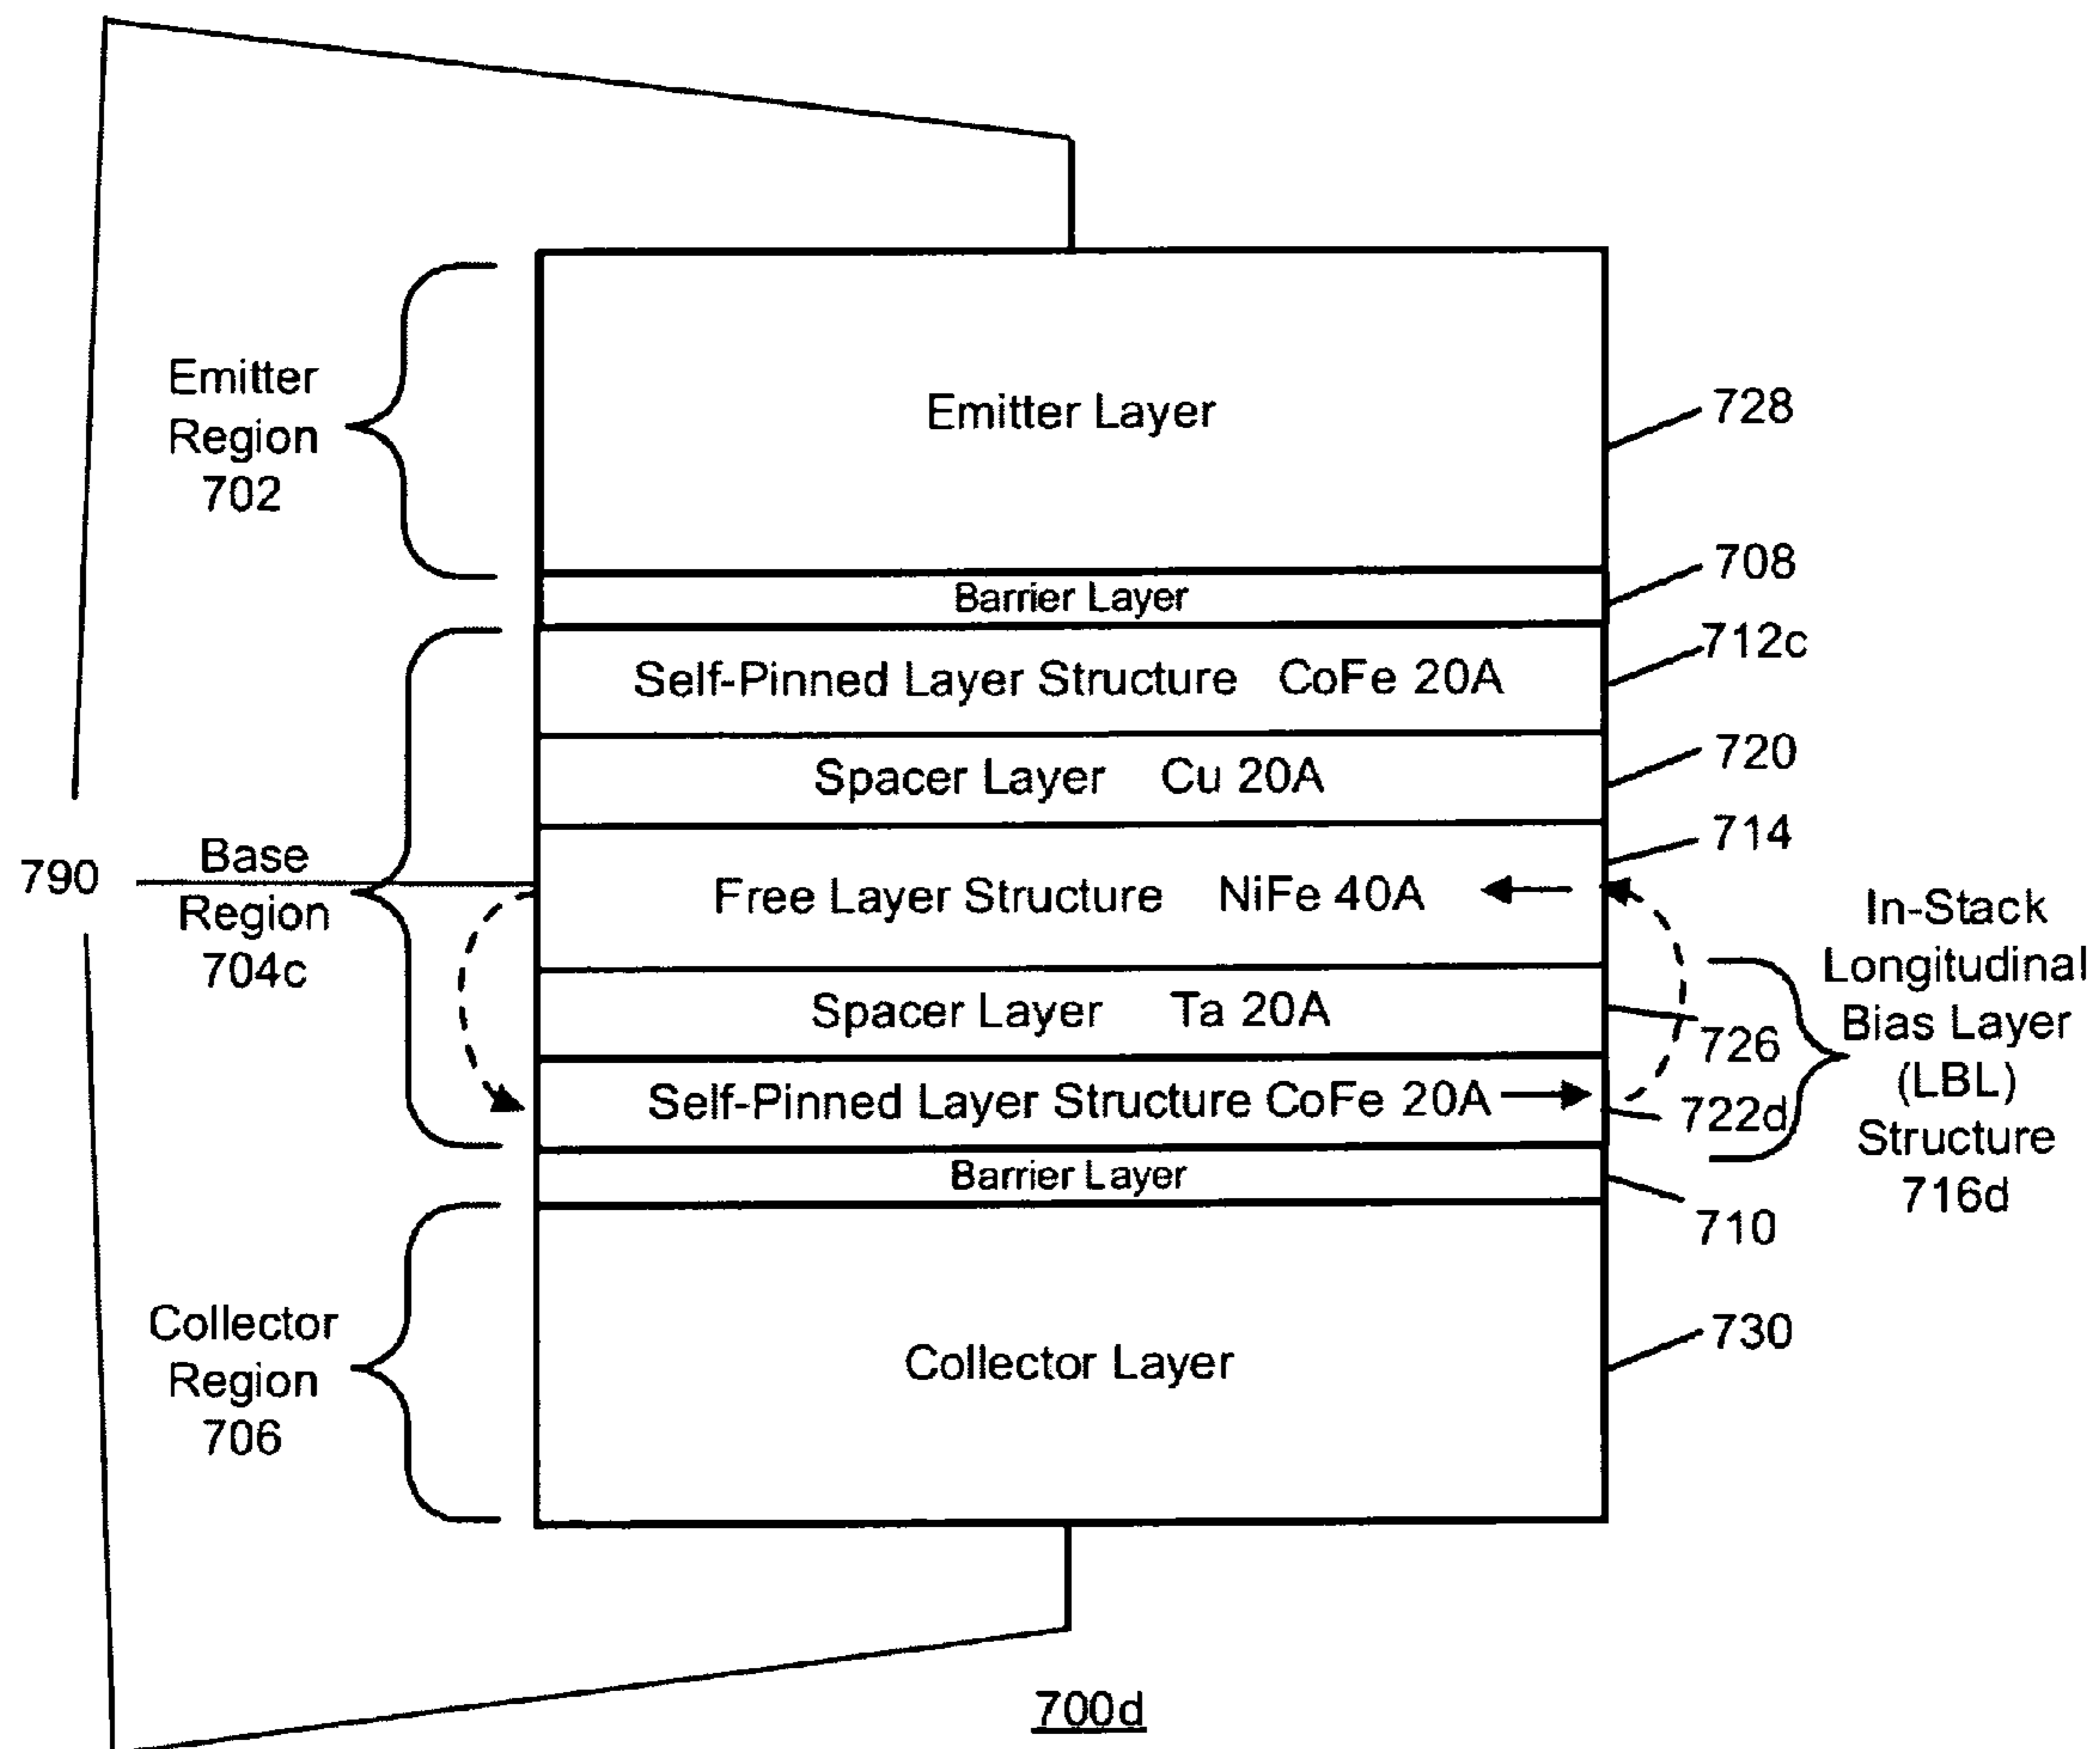 Emitter
Region
702
Emitter Layer
728
Barrier Layer
708
Self-Pinned Layer Structure CoFe 20A
712c
Spacer Layer Cu 20A
720
790
Base
Region
704c
Free Layer Structure NiFe 40A
714
Spacer Layer Ta 20A
726
Self-Pinned Layer Structure CoFe 20A
722d
In-Stack
Longitudinal
Bias Layer
(LBL)
Structure
716d
Barrier Layer
710
Collector
Region
706
Collector Layer
730
700d